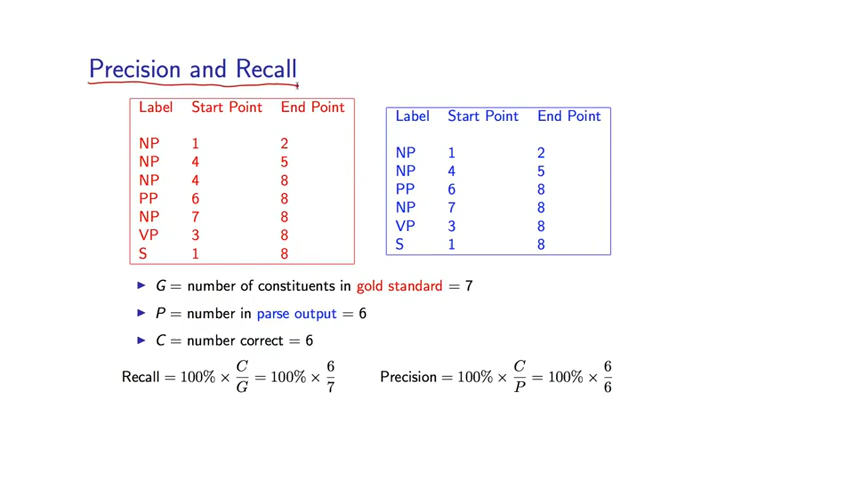 Precision and Recall
Label Start Point End Point
NP 1 2
NP 4 5
NP 4 8
PP 6 8
NP 7 8
VP 3 8
S 1 8
Label Start Point End Point
NP 1 2
NP 4 5
PP 6 8
NP 7 8
VP 3 8
S 1 8
▶ G = number of constituents in gold standard = 7
▶ P = number in parse output = 6
▶ C = number correct = 6
Recall = 100% × C/G = 100% × 6/7
Precision = 100% × C/P = 100% × 6/6